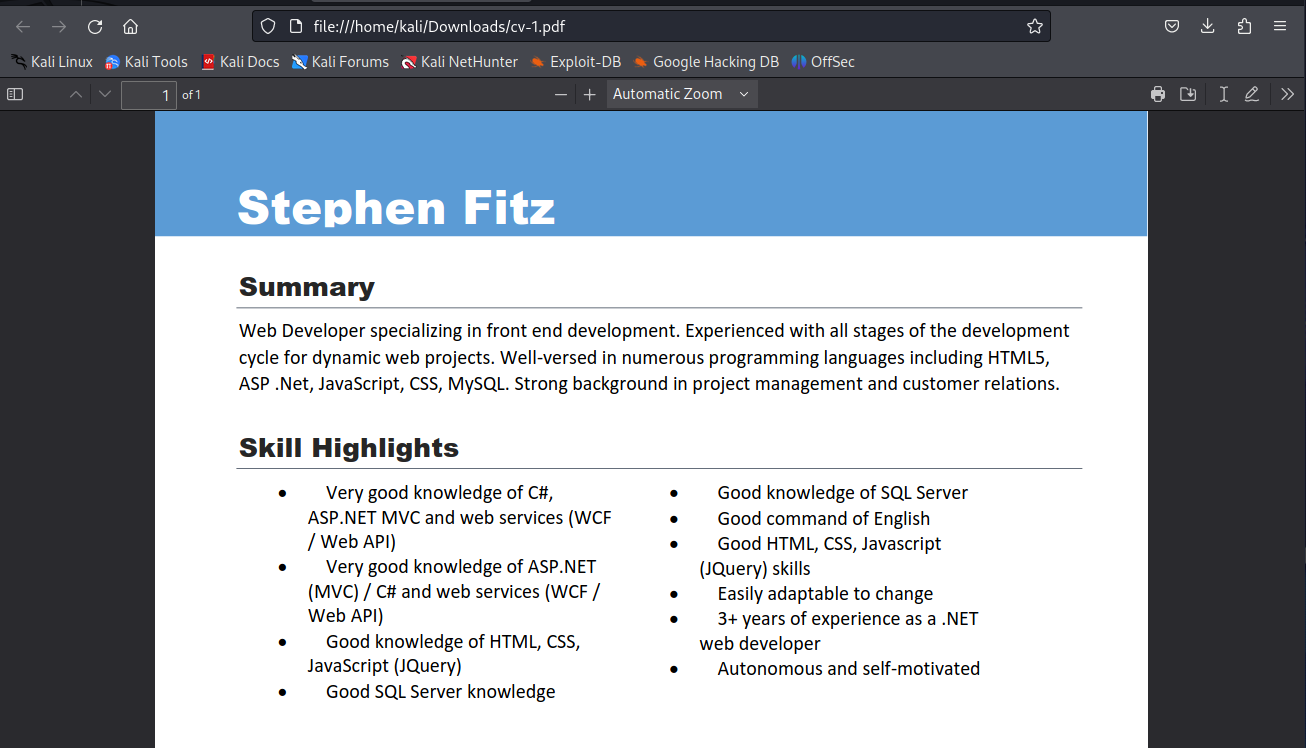 file:///home/kali/Downloads/cv-1.pdf
Kali Linux Kali Tools Kali Docs Kali Forums Kali NetHunter Exploit-DB Google Hacking DB OffSec
1 of 1 Automatic Zoom
Stephen Fitz
Summary
Web Developer specializing in front end development. Experienced with all stages of the development
cycle for dynamic web projects. Well-versed in numerous programming languages including HTML5,
ASP .Net, JavaScript, CSS, MySQL. Strong background in project management and customer relations.
Skill Highlights
• Very good knowledge of C#,
ASP.NET MVC and web services (WCF
/ Web API)
• Very good knowledge of ASP.NET
(MVC) / C# and web services (WCF /
Web API)
• Good knowledge of HTML, CSS,
JavaScript (JQuery)
• Good SQL Server knowledge
• Good knowledge of SQL Server
• Good command of English
• Good HTML, CSS, Javascript
(JQuery) skills
• Easily adaptable to change
• 3+ years of experience as a .NET
web developer
• Autonomous and self-motivated